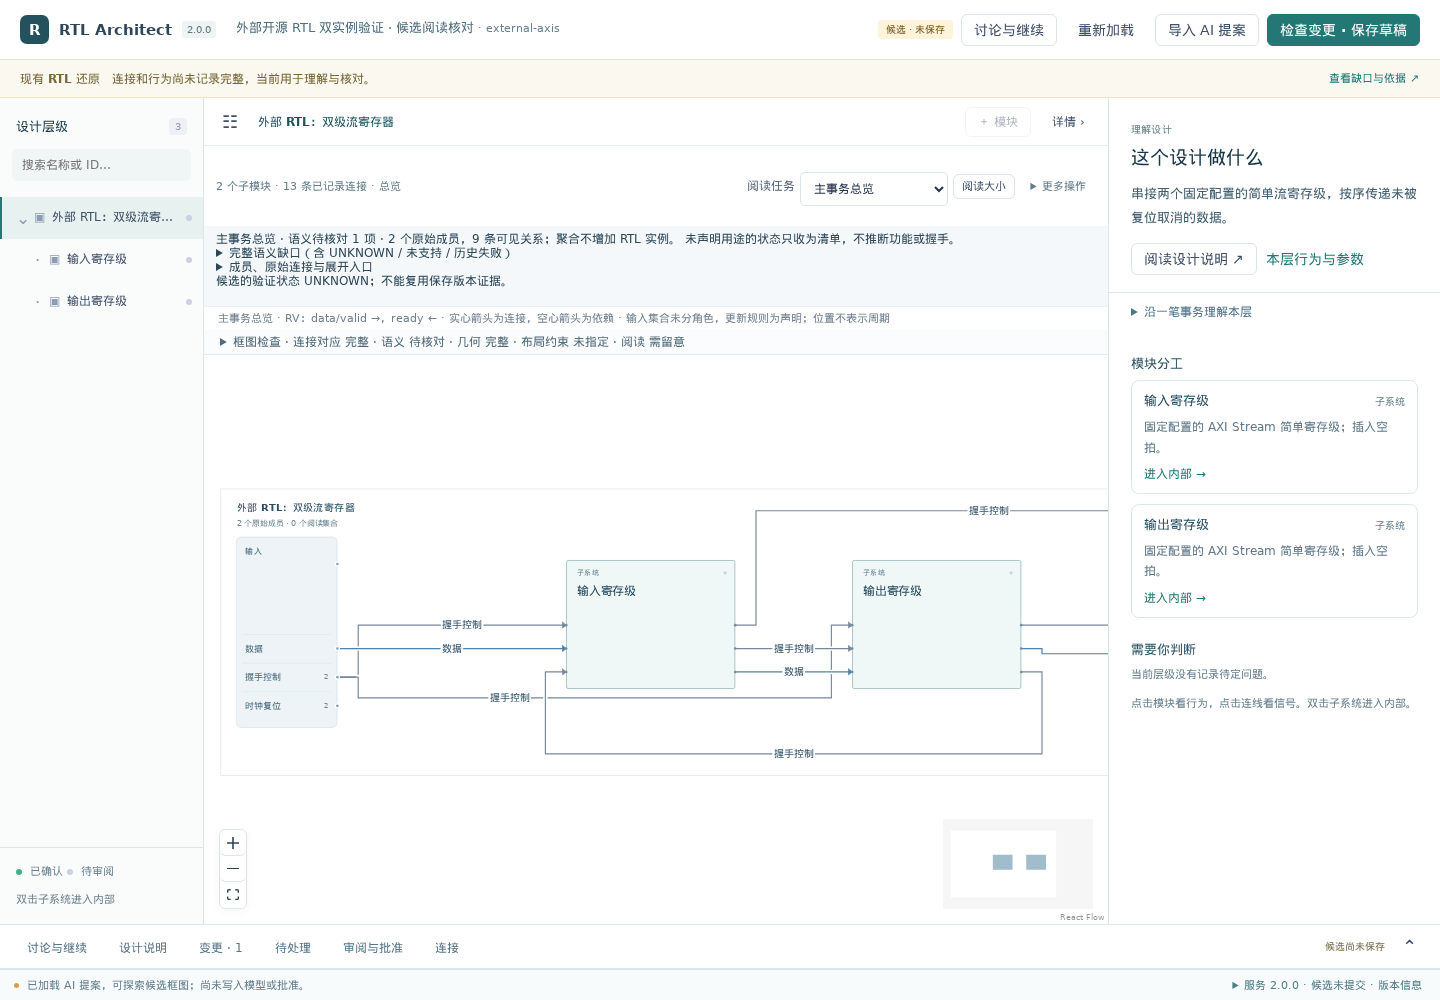 R RTL Architect 2.0.0 外部开源 RTL 双实例验证 · 候选阅读核对 · external-axis 候选 · 未保存 讨论与继续 重新加载 导入 AI 提案 检查变更 · 保存草稿
现有 RTL 还原 连接和行为尚未记录完整，当前用于理解与核对。 查看缺口与依据 ↗
设计层级 3
搜索名称或 ID...
外部 RTL：双级流寄...
输入寄存级
输出寄存级
已确认 待审阅
双击子系统进入内部
外部 RTL：双级流寄存器 + 模块 详情 ›
2 个子模块 · 13 条已记录连接 · 总览 阅读任务 主事务总览 阅读大小 ▶ 更多操作
主事务总览 · 语义待核对 1 项 · 2 个原始成员，9 条可见关系；聚合不增加 RTL 实例。 未声明用途的状态只收为清单，不推断功能或握手。
▶ 完整语义缺口（含 UNKNOWN / 未支持 / 历史失败）
▶ 成员、原始连接与展开入口
候选的验证状态 UNKNOWN；不能复用保存版本证据。
主事务总览 · RV: data/valid →，ready ← · 实心箭头为连接，空心箭头为依赖 · 输入集合未分角色，更新规则为声明；位置不表示周期
▶ 框图检查 · 连接对应 完整 · 语义 待核对 · 几何 完整 · 布局约束 未指定 · 阅读 需留意
外部 RTL：双级流寄存器
2 个原始成员 · 0 个阅读集合
输入
数据
握手控制 2
时钟复位 2
握手控制
数据
握手控制
子系统
输入寄存级
握手控制
握手控制
数据
握手控制
子系统
输出寄存级
React Flow
理解设计
这个设计做什么
串接两个固定配置的简单流寄存级，按序传递未被
复位取消的数据。
阅读设计说明 ↗ 本层行为与参数
▶ 沿一笔事务理解本层
模块分工
输入寄存级 子系统
固定配置的 AXI Stream 简单寄存级；插入空
拍。
进入内部 →
输出寄存级 子系统
固定配置的 AXI Stream 简单寄存级；插入空
拍。
进入内部 →
需要你判断
当前层级没有记录待定问题。
点击模块看行为，点击连线看信号。双击子系统进入内部。
讨论与继续 设计说明 变更 · 1 待处理 审阅与批准 连接 候选尚未保存
已加载 AI 提案，可探索候选框图；尚未写入模型或批准。 ▶ 服务 2.0.0 · 候选未提交 · 版本信息